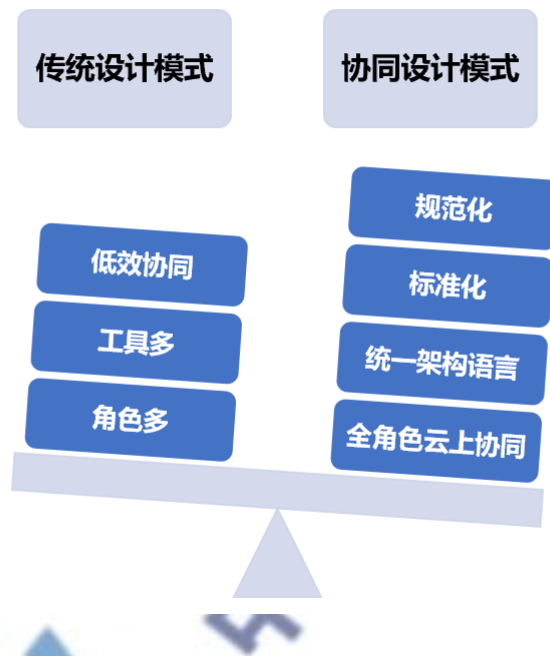 传统设计模式
协同设计模式
低效协同
工具多
角色多
规范化
标准化
统一架构语言
全角色云上协同